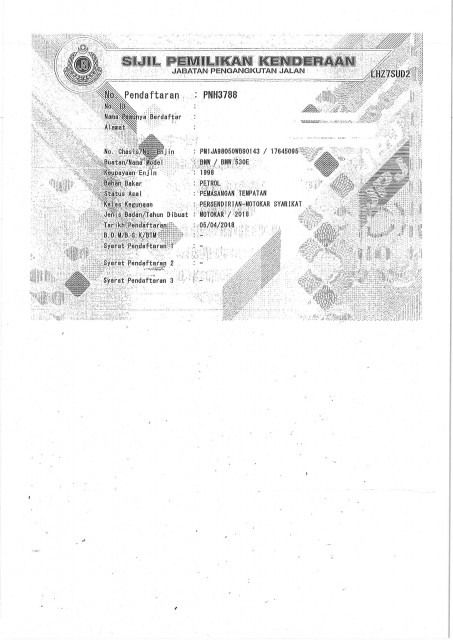 SIJIL PEMILIKAN KENDERAAN
JABATAN PENGANGKUTAN JALAN
LHZ7SUD2
No. Pendaftaran : PNH3788
No. ID :
Nama Pemunya Berdaftar :
Alamat :
No. Chasis/No. Enjin : PM1JA98050WB90143 / 17645095
Buatan/Nama Model : BMW / BMW 530E
Keupayaan Enjin : 1998
Bahan Bakar : PETROL
Status Asal : PEMASANGAN TEMPATAN
Kelas Kegunaan : PERSENDIRIAN-MOTOKAR SYARIKAT
Jenis Badan/Tahun Dibuat : MOTOKAR / 2018
Tarikh Pendaftaran : 05/04/2018
B.D.M/B.G.K/BTM : -
Syarat Pendaftaran 1 : -
Syarat Pendaftaran 2 : -
Syarat Pendaftaran 3 : -